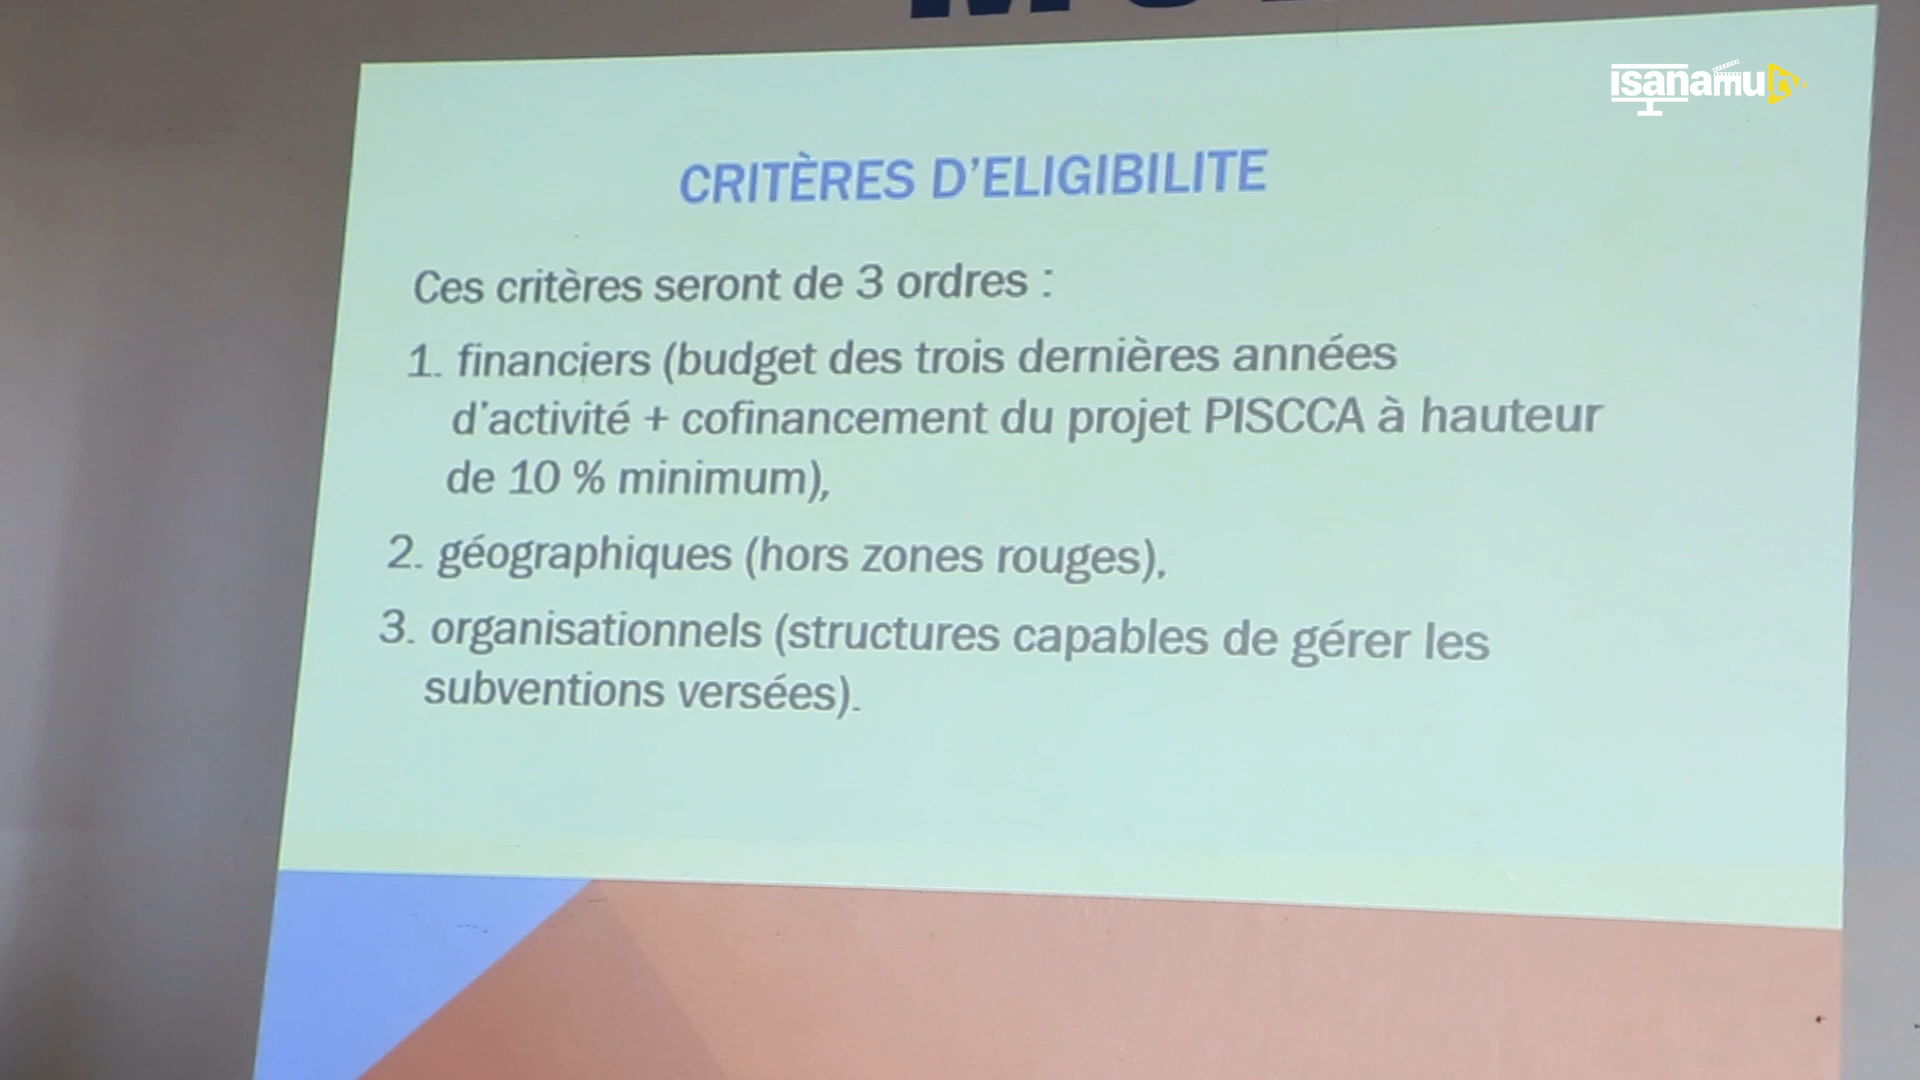 isanamu
CRITÈRES D'ELIGIBILITE
Ces critères seront de 3 ordres :
1. financiers (budget des trois dernières années
d'activité + cofinancement du projet PISCCA à hauteur
de 10 % minimum),
2. géographiques (hors zones rouges),
3. organisationnels (structures capables de gérer les
subventions versées).